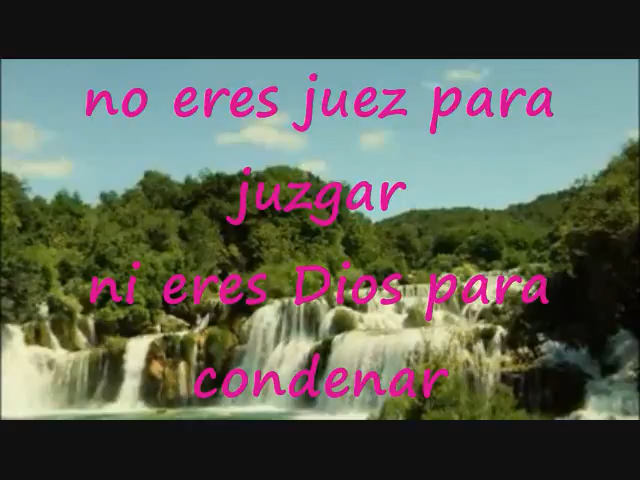 no eres juez para
juzgar
ni eres Dios para
condenar